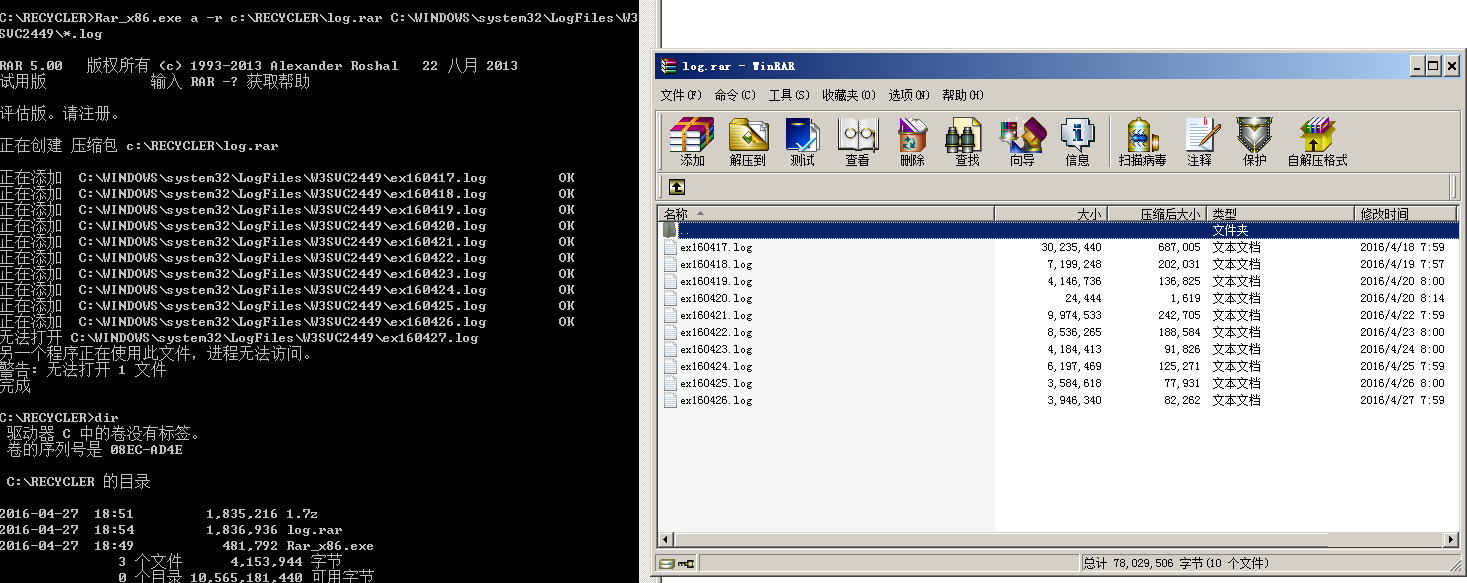 C:\RECYCLER>Rar_x86.exe a -r c:\RECYCLER\log.rar C:\WINDOWS\system32\LogFiles\W3
SVC2449\*.log
RAR 5.00 版权所有 (c) 1993-2013 Alexander Roshal 22 八月 2013
试用版 输入 RAR -? 获取帮助
评估版。请注册。
正在创建 压缩包 c:\RECYCLER\log.rar
正在添加 C:\WINDOWS\system32\LogFiles\W3SVC2449\ex160417.log OK
正在添加 C:\WINDOWS\system32\LogFiles\W3SVC2449\ex160418.log OK
正在添加 C:\WINDOWS\system32\LogFiles\W3SVC2449\ex160419.log OK
正在添加 C:\WINDOWS\system32\LogFiles\W3SVC2449\ex160420.log OK
正在添加 C:\WINDOWS\system32\LogFiles\W3SVC2449\ex160421.log OK
正在添加 C:\WINDOWS\system32\LogFiles\W3SVC2449\ex160422.log OK
正在添加 C:\WINDOWS\system32\LogFiles\W3SVC2449\ex160423.log OK
正在添加 C:\WINDOWS\system32\LogFiles\W3SVC2449\ex160424.log OK
正在添加 C:\WINDOWS\system32\LogFiles\W3SVC2449\ex160425.log OK
正在添加 C:\WINDOWS\system32\LogFiles\W3SVC2449\ex160426.log OK
无法打开 C:\WINDOWS\system32\LogFiles\W3SVC2449\ex160427.log
另一个程序正在使用此文件，进程无法访问。
警告: 无法打开 1 文件
完成
C:\RECYCLER>dir
驱动器 C 中的卷没有标签。
卷的序列号是 08EC-AD4E
C:\RECYCLER 的目录
2016-04-27 18:51 1,835,216 1.7z
2016-04-27 18:54 1,836,936 log.rar
2016-04-27 18:49 481,792 Rar_x86.exe
3 个文件 4,153,944 字节
0 个目录 10,565,181,440 可用字节
log.rar - WinRAR
文件(F) 命令(C) 工具(S) 收藏夹(O) 选项(N) 帮助(H)
添加 解压到 测试 查看 删除 查找 向导 信息 扫描病毒 注释 保护 自解压格式
名称 大小 压缩后大小 类型 修改时间
.. 文件夹
ex160417.log 30,235,440 687,005 文本文档 2016/4/18 7:59
ex160418.log 7,199,248 202,031 文本文档 2016/4/19 7:57
ex160419.log 4,146,736 136,825 文本文档 2016/4/20 8:00
ex160420.log 24,444 1,619 文本文档 2016/4/20 8:14
ex160421.log 9,974,533 242,705 文本文档 2016/4/22 7:59
ex160422.log 8,536,265 188,584 文本文档 2016/4/23 8:00
ex160423.log 4,184,413 91,826 文本文档 2016/4/24 8:00
ex160424.log 6,197,469 125,271 文本文档 2016/4/25 7:59
ex160425.log 3,584,618 77,931 文本文档 2016/4/26 8:00
ex160426.log 3,946,340 82,262 文本文档 2016/4/27 7:59
总计 78,029,506 字节(10 个文件)